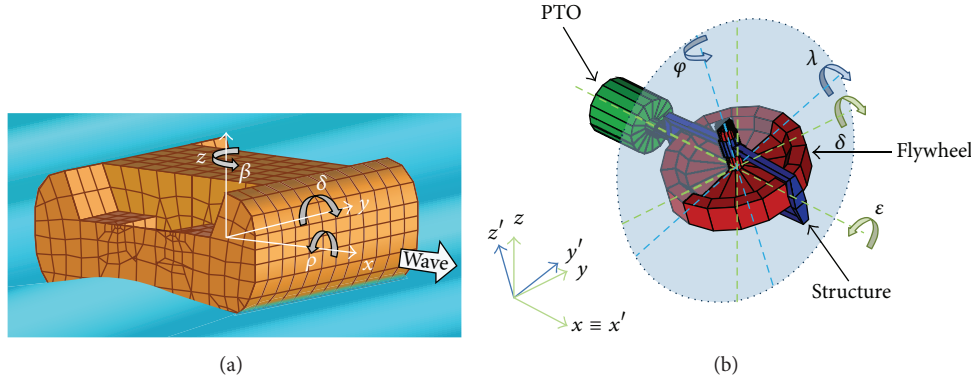 z
β
δ
y
ρ
x
Wave
(a)
PTO
φ
λ
δ
Flywheel
ε
Structure
z′
z
y′
y
x ≡ x′
(b)